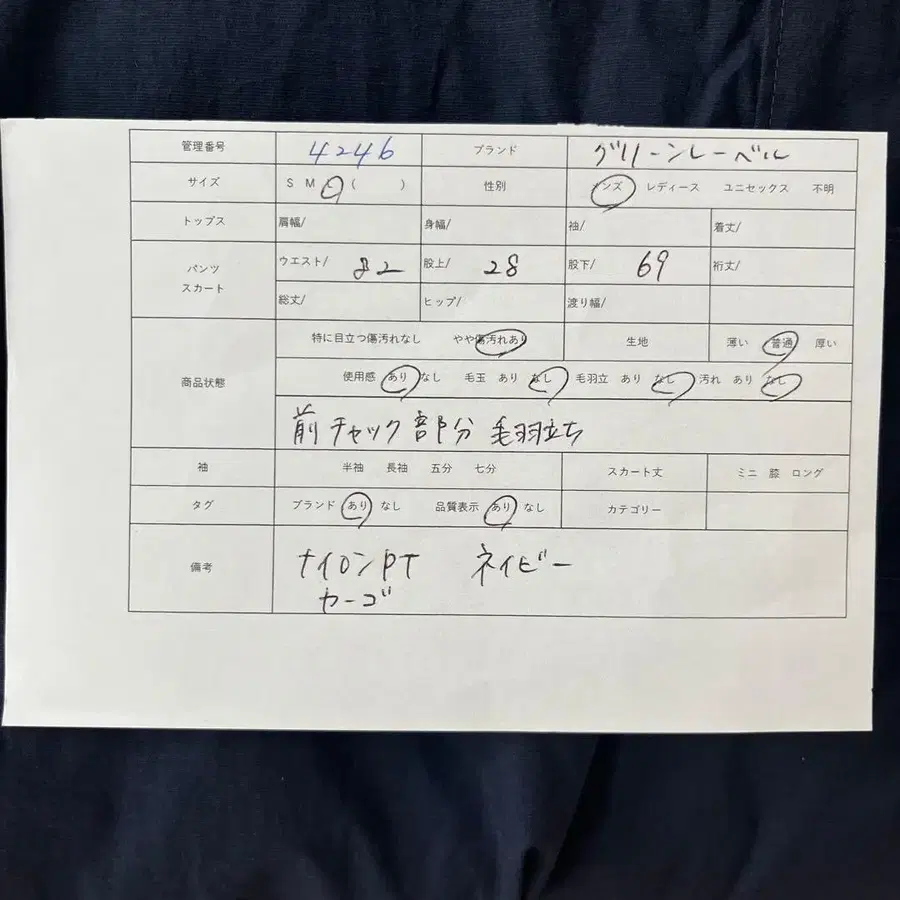 管理番号 4246 ブランド グリーンレーベル
サイズ S M L ( ) 性別 メンズ レディース ユニセックス 不明
トップス 肩幅/ 身幅/ 袖/ 着丈/
パンツ スカート ウエスト/ 82 股上/ 28 股下/ 69 裄丈/
総丈/ ヒップ/ 渡り幅/
商品状態 特に目立つ傷汚れなし やや傷汚れあり 生地 薄い 普通 厚い
使用感 あり なし 毛玉 あり なし 毛羽立 あり なし 汚れ あり なし
前チャック部分 毛羽立ち
袖 半袖 長袖 五分 七分 スカート丈 ミニ 膝 ロング
タグ ブランド あり なし 品質表示 あり なし カテゴリー
備考 ナイロンPT ネイビー
カーゴ